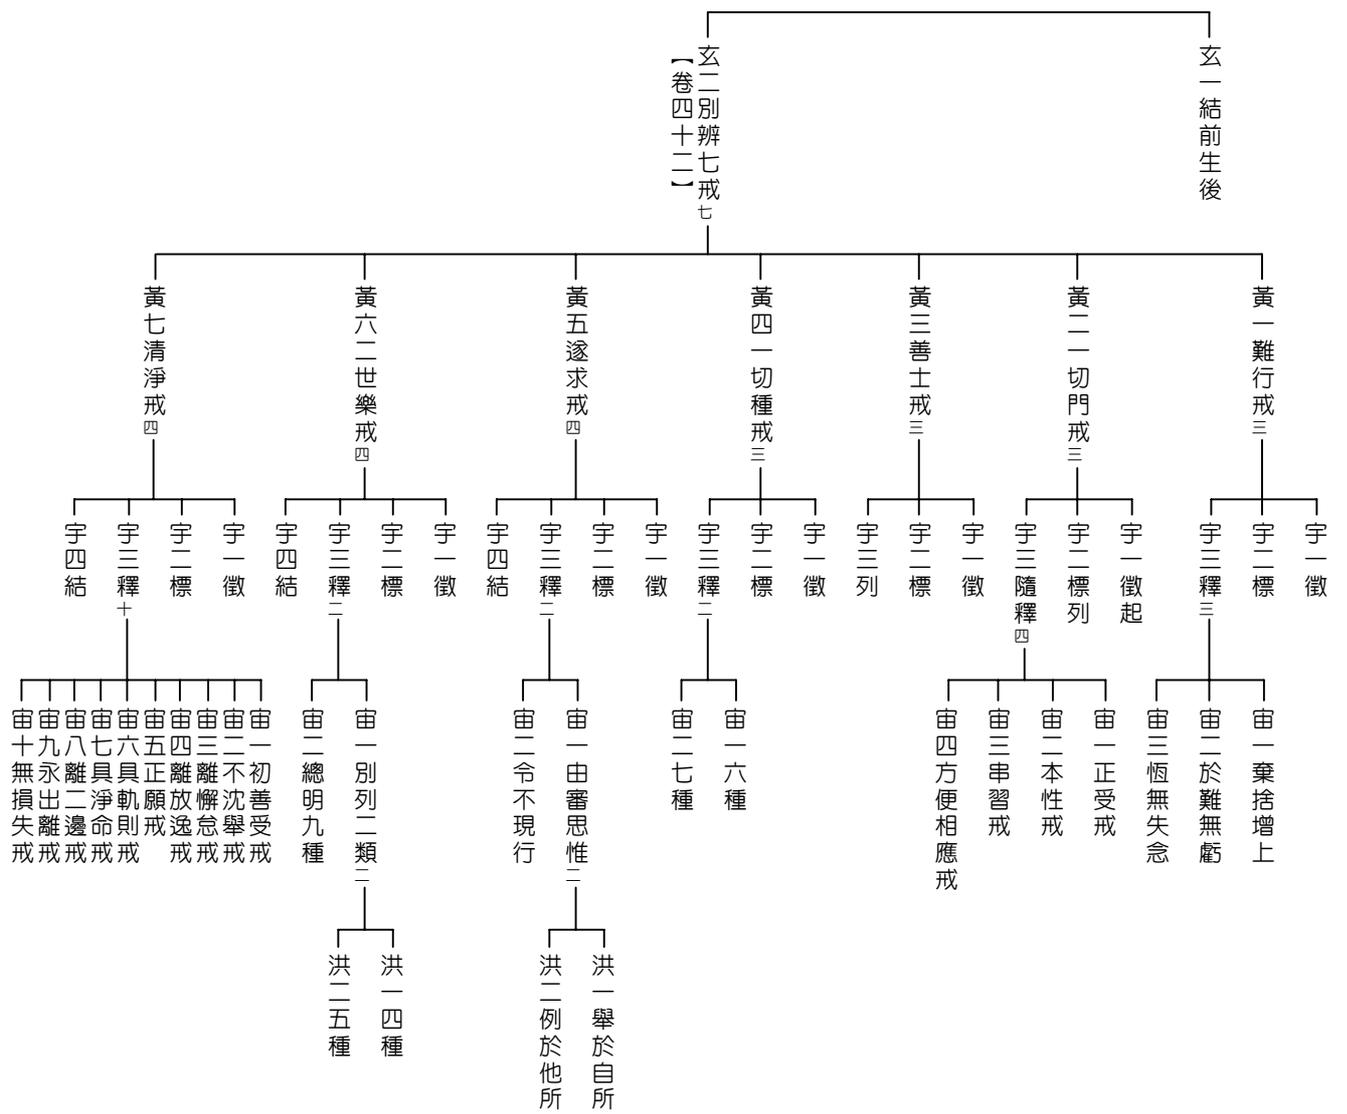 玄一結前生後
玄二別辨七戒七
【卷四十二】
黃一難行戒三
黃二一切門戒三
黃三善士戒三
黃四一切種戒三
黃五遂求戒四
黃六二世樂戒四
黃七清淨戒四
宇一徵
宇二標
宇三釋三
宇一徵起
宇二標列
宇三隨釋四
宇一徵
宇二標
宇三列
宇一徵
宇二標
宇三釋二
宇一徵
宇二標
宇三釋二
宇四結
宇一徵
宇二標
宇三釋二
宇四結
宇一徵
宇二標
宇三釋十
宇四結
宙一棄捨增上
宙二於難無虧
宙三恆無失念
宙一正受戒
宙二本性戒
宙三串習戒
宙四方便相應戒
宙一六種
宙二七種
宙一由審思惟二
宙二令不現行
宙一別列二類二
宙二總明九種
宙一初善受戒
宙二不沈舉戒
宙三離懈怠戒
宙四離放逸戒
宙五正願戒
宙六具軌則戒
宙七具淨命戒
宙八離二邊戒
宙九永出離戒
宙十無損失戒
洪一舉於自所
洪二例於他所
洪一四種
洪二五種